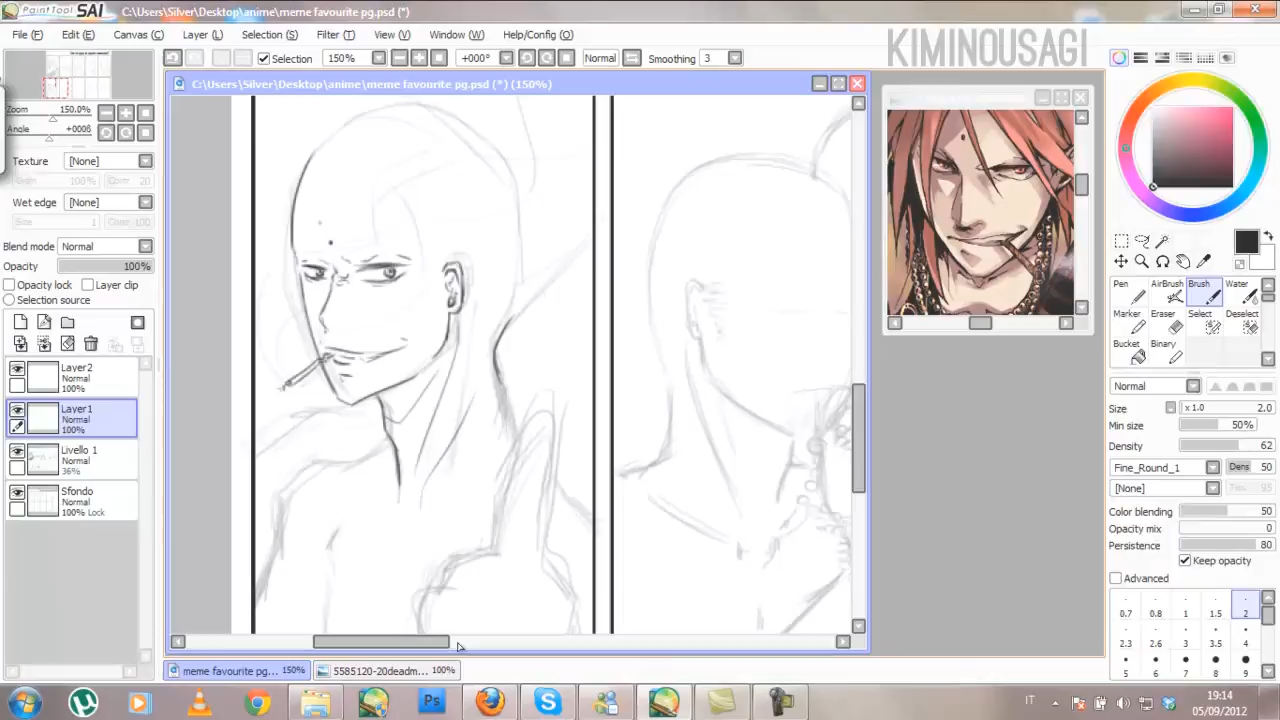 PaintTool SAI C:\Users\Silver\Desktop\anime\meme favourite pg.psd (*)
File (F) Edit (E) Canvas (C) Layer (L) Selection (S) Filter (T) View (V) Window (W) Help/Config (O)
Selection 150% +000° Normal Smoothing 3
KIMINOUSAGI
C:\Users\Silver\Desktop\anime\meme favourite pg.psd (*) (150%)
Zoom 150.0%
Angle +000ß
Texture [None]
100% 20
Wet edge [None]
Size 1 100
Blend mode Normal
Opacity 100%
Opacity lock Layer clip
Selection source
Layer2
Normal
100%
Layer1
Normal
100%
Livello 1
Normal
36%
Sfondo
Normal
100% Lock
Pen AirBrush Brush Water
Marker Eraser Select Deselect
Bucket Binary
Normal
Size x 1.0 2.0
Min size 50%
Density 62
Fine_Round_1 Dens 50
[None] 95
Color blending 50
Opacity mix 0
Persistence 80
Keep opacity
Advanced
0.7 0.8 1 1.5 2
2.3 2.6 3 3.5 4
5 6 7 8 9
meme favourite pg... 150% 5585120-20deadm... 100%
Ps
IT 19:14
05/09/2012